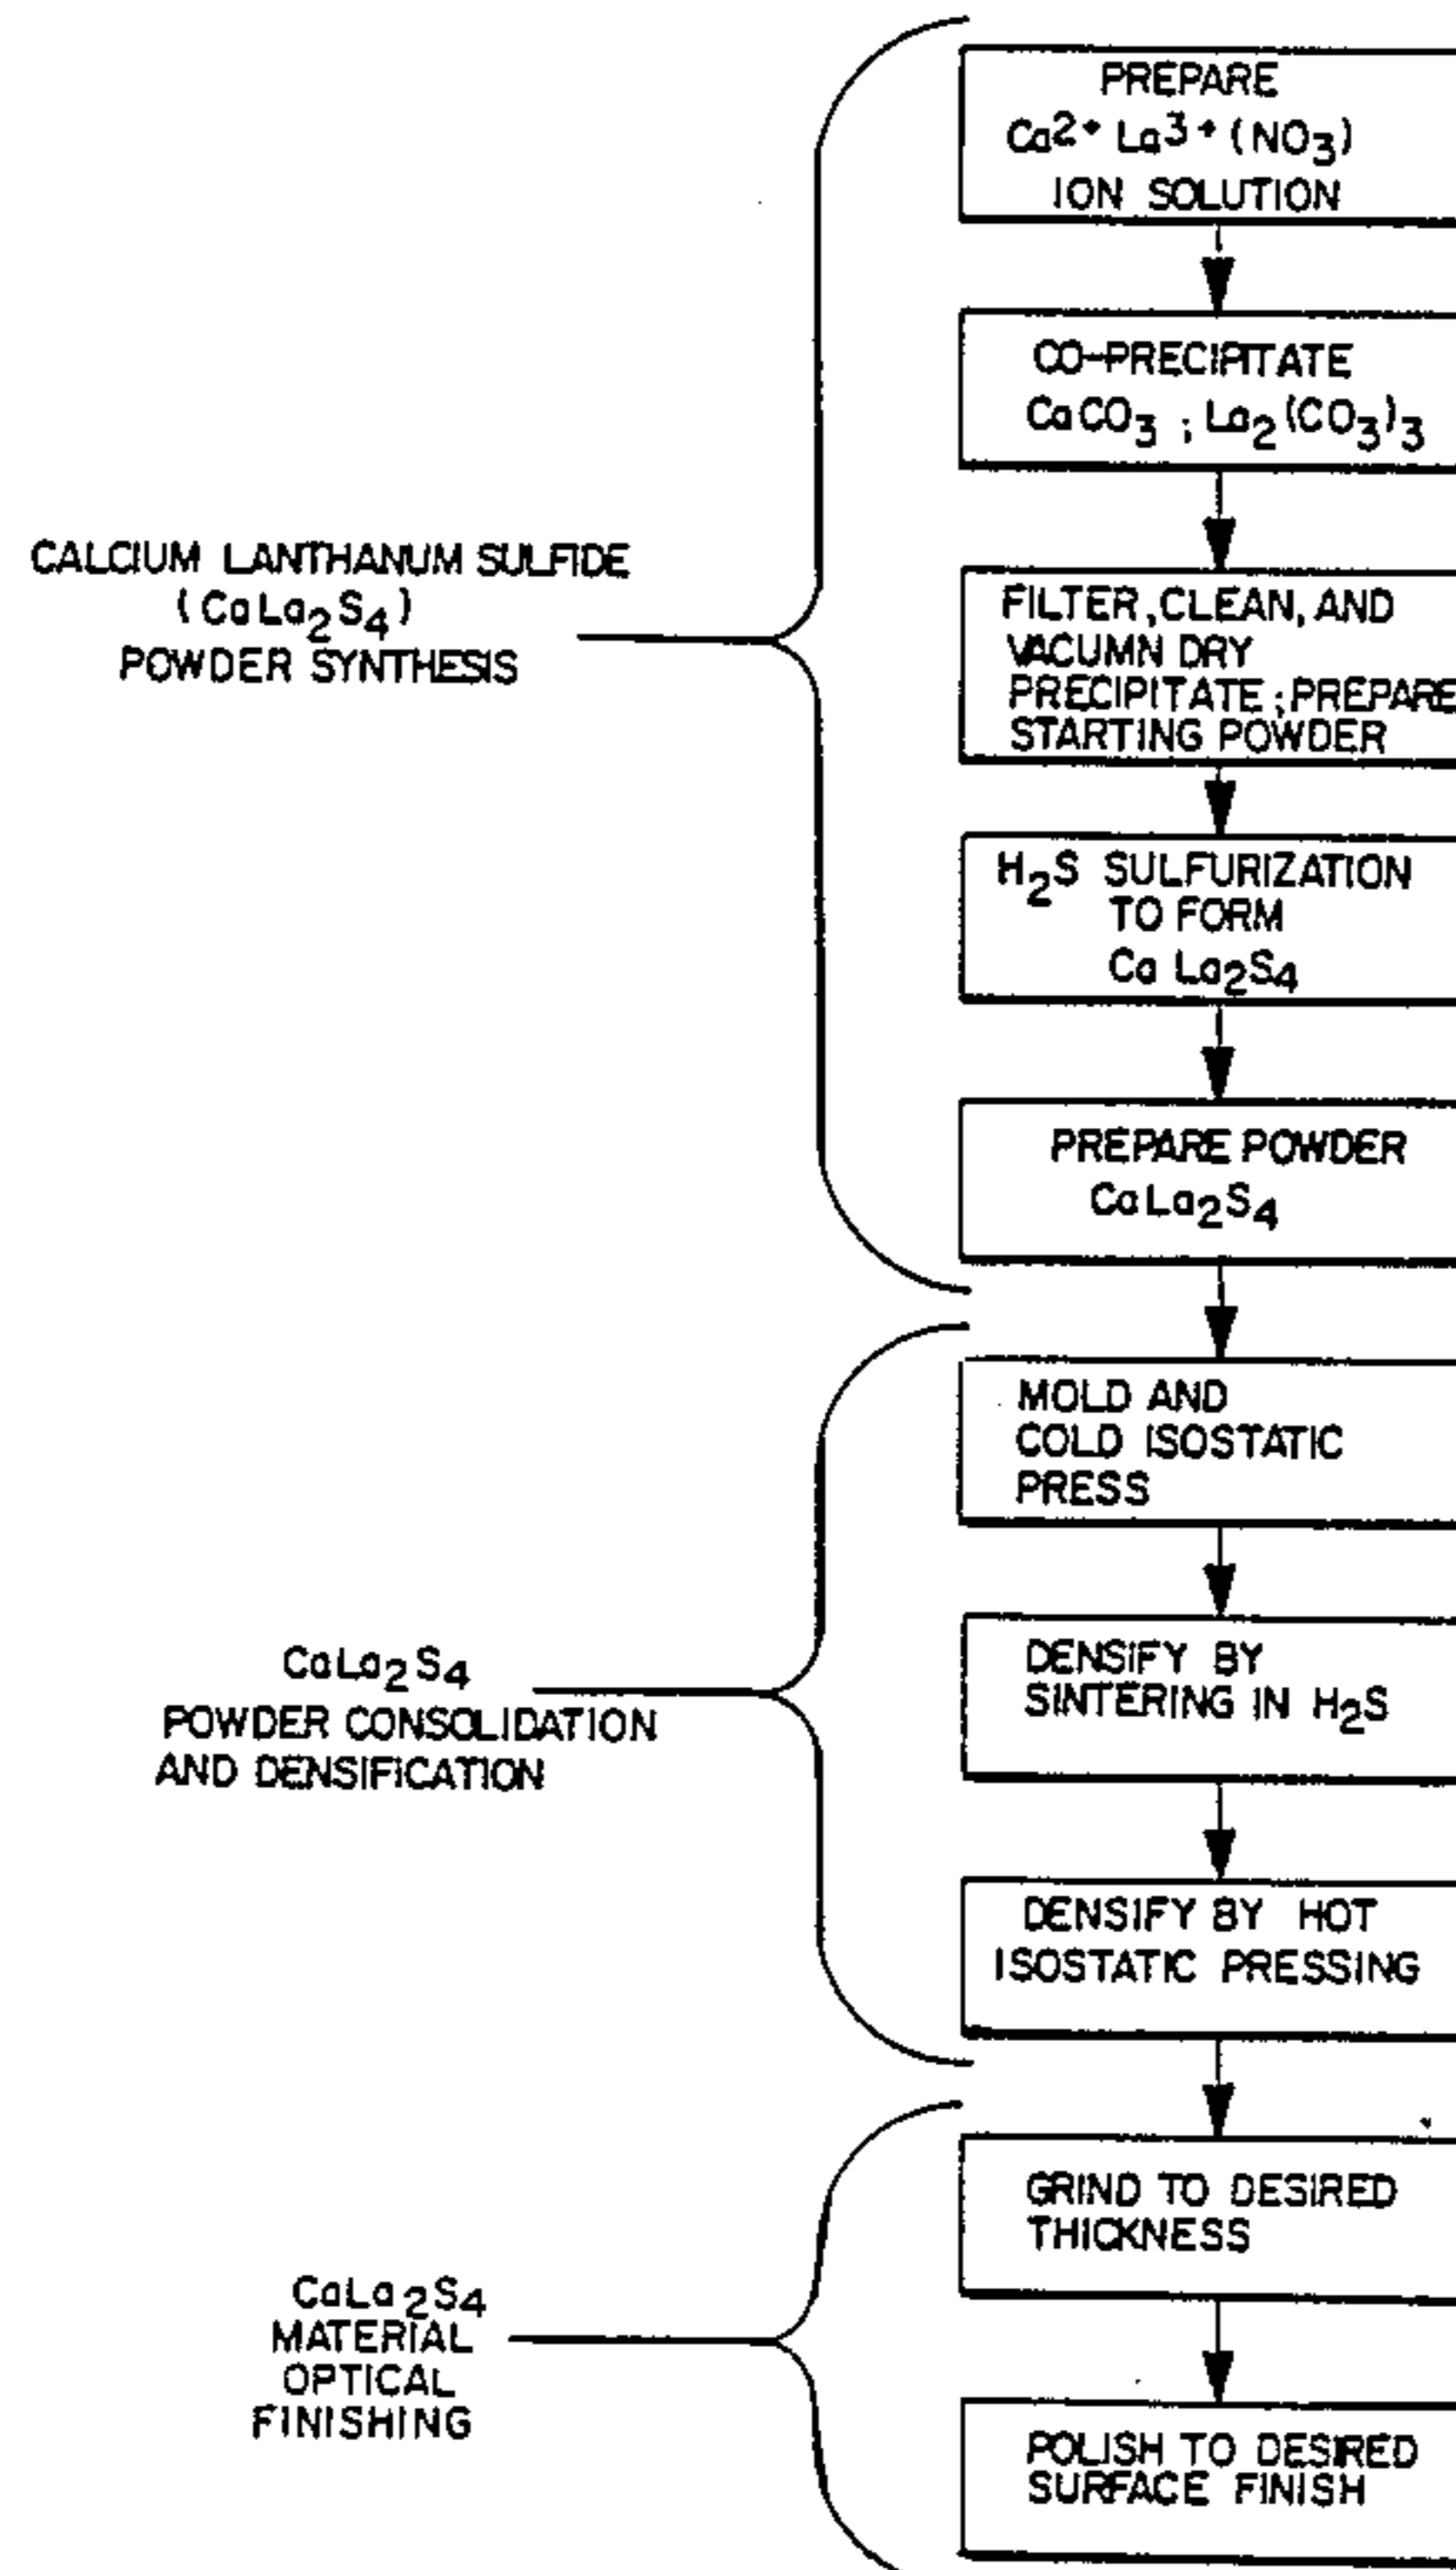 PREPARE
Ca2+ La3+ (NO3)
ION SOLUTION
CO-PRECIPITATE
CaCO3 ; La2(CO3)3
FILTER, CLEAN, AND
VACUMN DRY
PRECIPITATE ; PREPARE
STARTING POWDER
H2S SULFURIZATION
TO FORM
Ca La2S4
PREPARE POWDER
CaLa2S4
CALCIUM LANTHANUM SULFIDE
(CaLa2S4)
POWDER SYNTHESIS
MOLD AND
COLD ISOSTATIC
PRESS
DENSIFY BY
SINTERING IN H2S
DENSIFY BY HOT
ISOSTATIC PRESSING
CaLa2S4
POWDER CONSOLIDATION
AND DENSIFICATION
GRIND TO DESIRED
THICKNESS
POLISH TO DESIRED
SURFACE FINISH
CaLa2S4
MATERIAL
OPTICAL
FINISHING